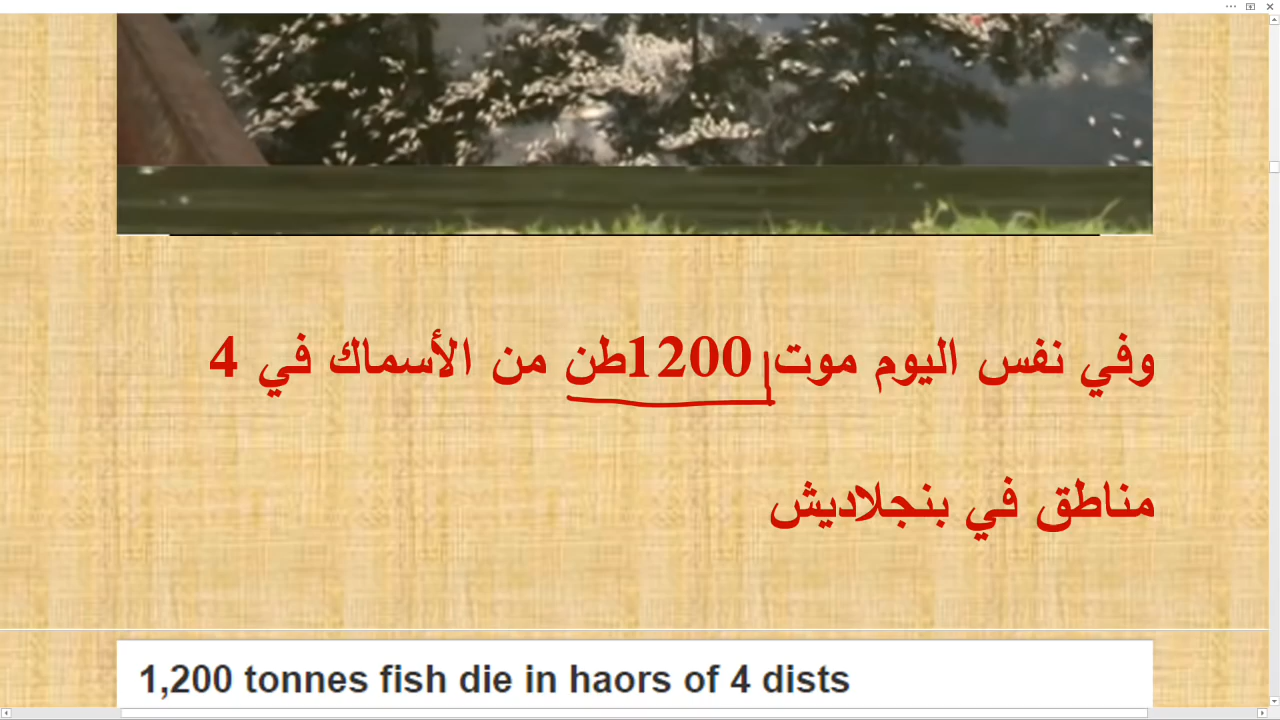 وفي نفس اليوم موت 1200طن من الأسماك في 4
مناطق في بنجلاديش
1,200 tonnes fish die in haors of 4 dists